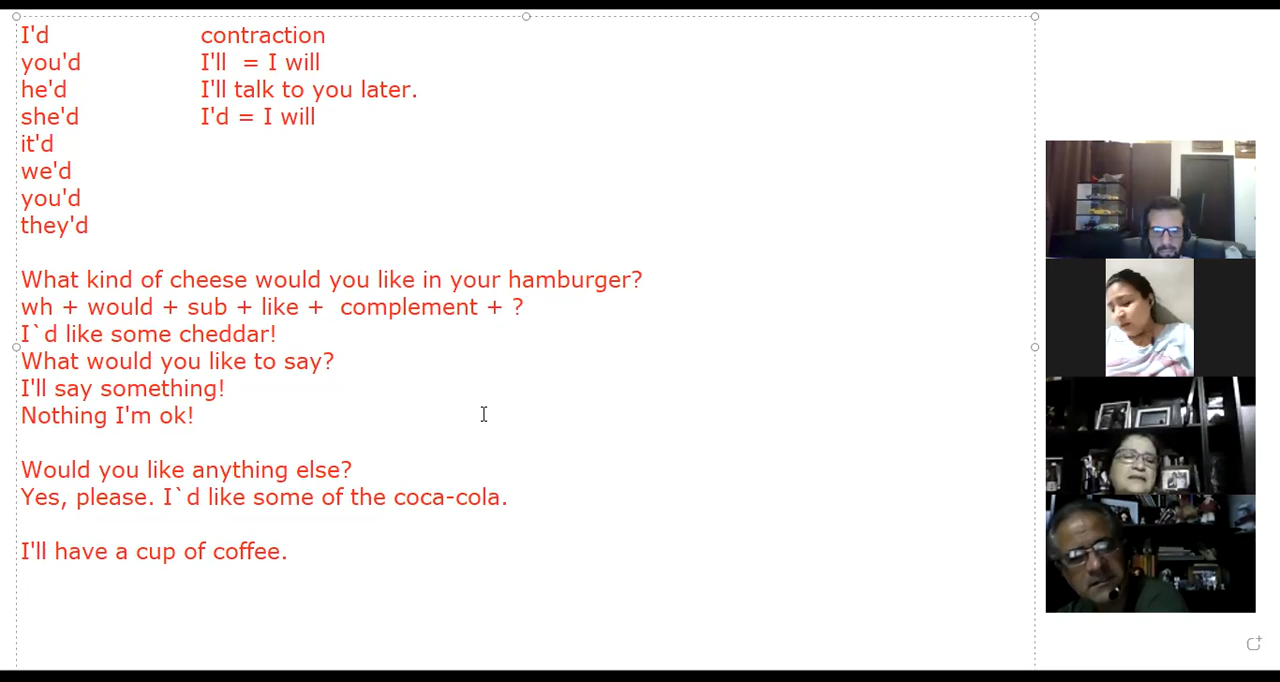 I'd contraction
you'd I'll = I will
he'd I'll talk to you later.
she'd I'd = I will
it'd
we'd
you'd
they'd
What kind of cheese would you like in your hamburger?
wh + would + sub + like + complement + ?
I`d like some cheddar!
What would you like to say?
I'll say something!
Nothing I'm ok!
Would you like anything else?
Yes, please. I`d like some of the coca-cola.
I'll have a cup of coffee.